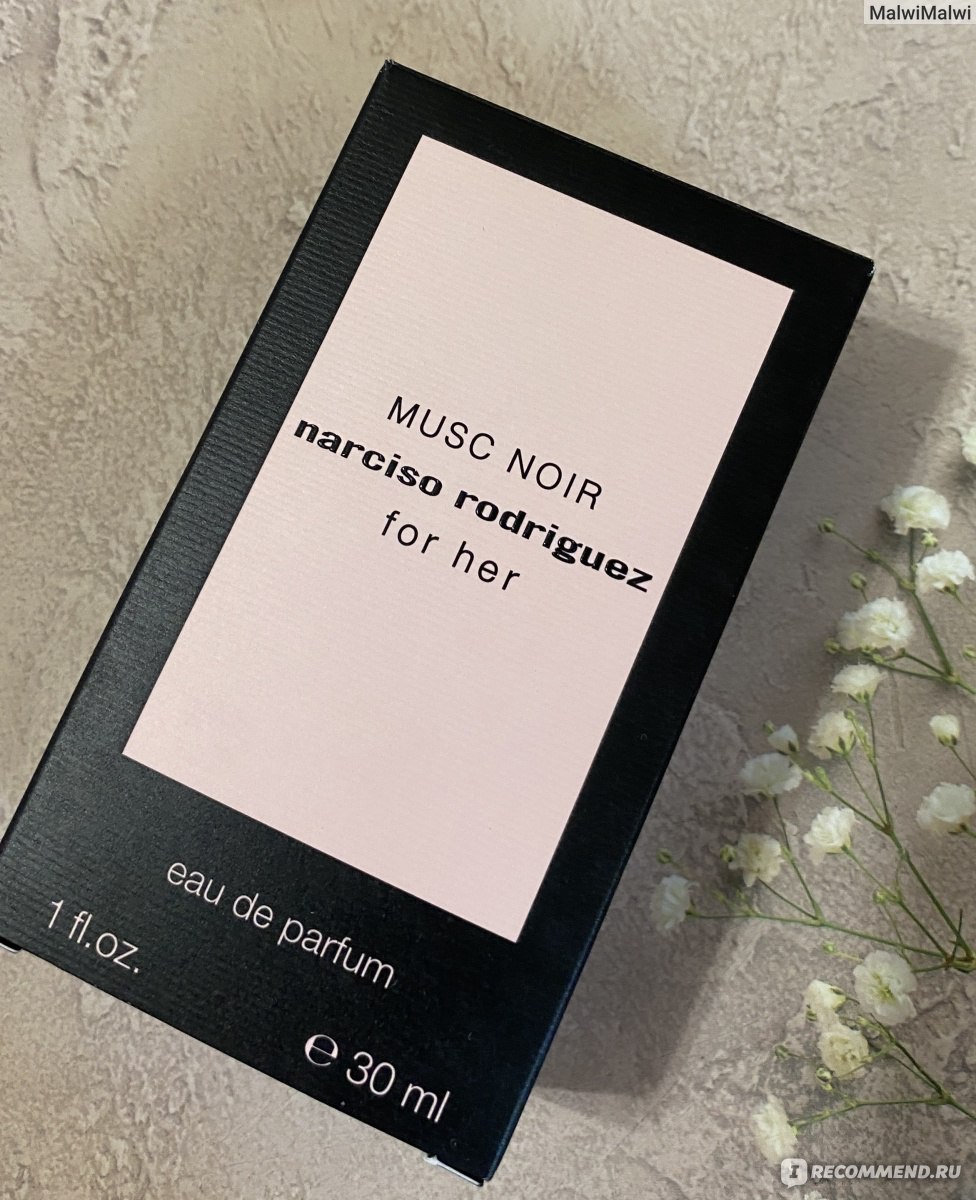 MalwiMalwi
MUSC NOIR
narciso rodriguez
for her
eau de parfum
1 fl.oz.
℮ 30 ml
RECOMMEND.RU